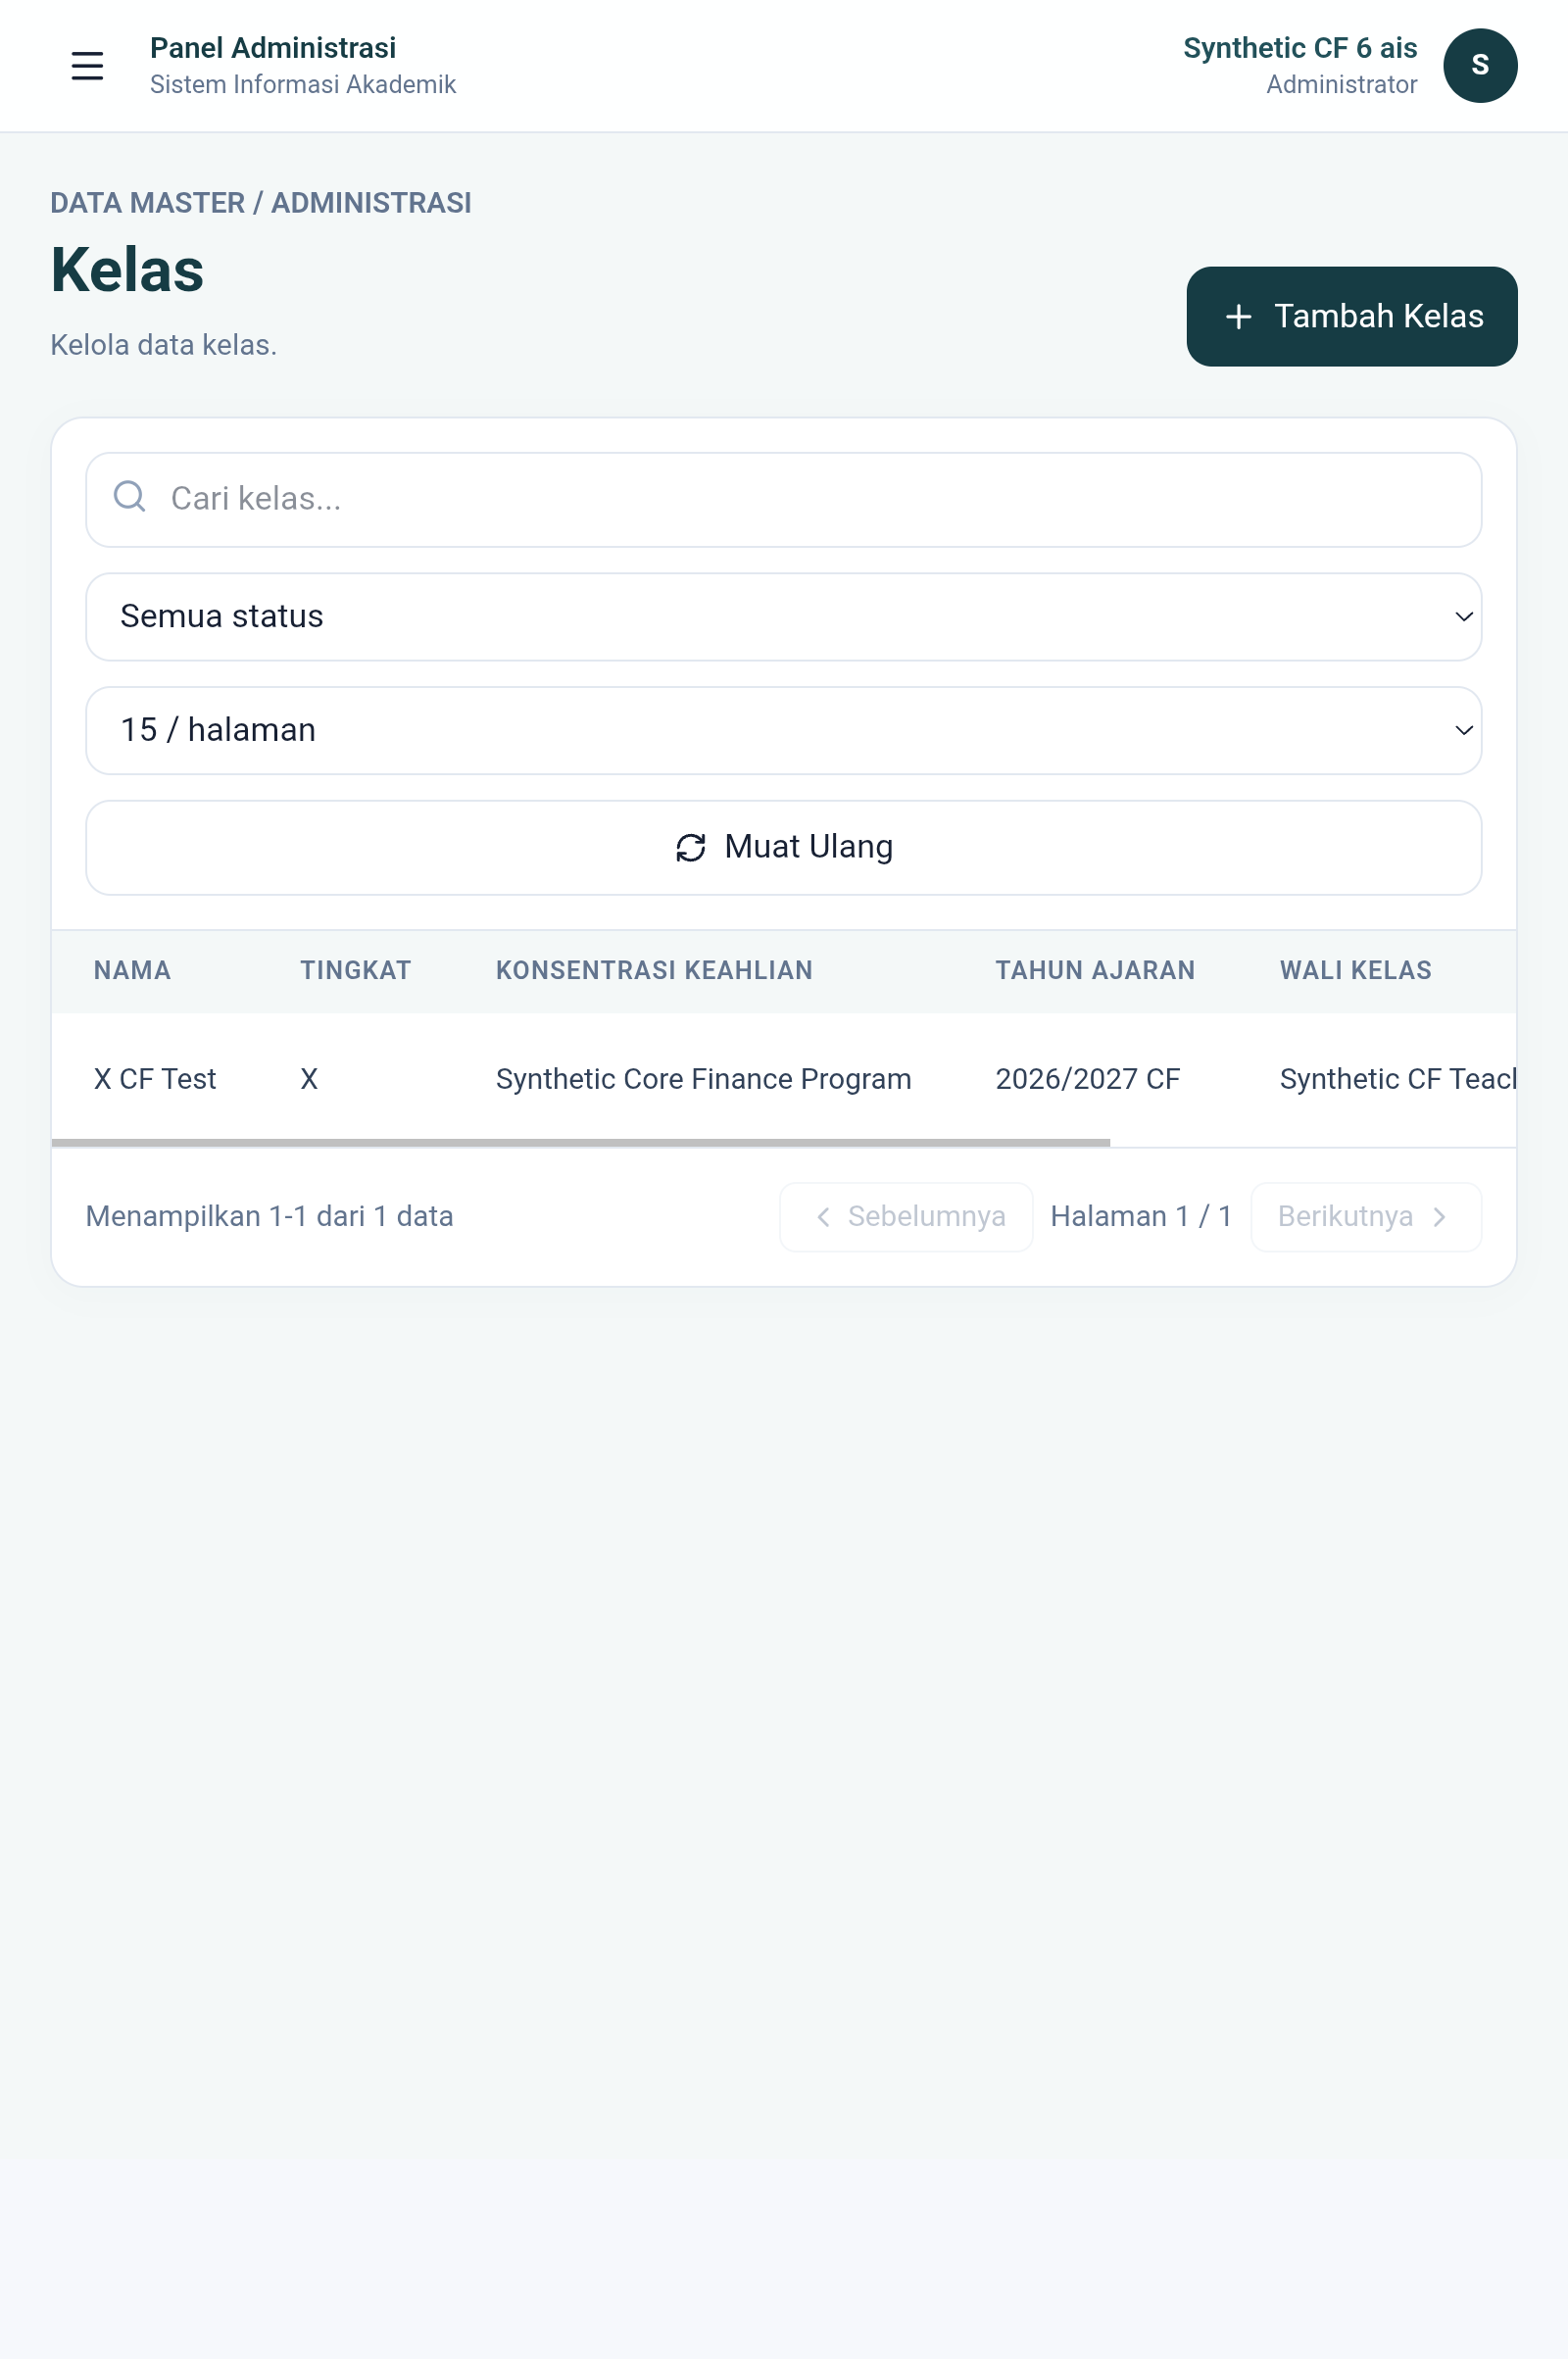 Panel Administrasi
Sistem Informasi Akademik
Synthetic CF 6 ais
Administrator
S
DATA MASTER / ADMINISTRASI
Kelas
Kelola data kelas.
Tambah Kelas
Cari kelas...
Semua status
15 / halaman
Muat Ulang
NAMA TINGKAT KONSENTRASI KEAHLIAN TAHUN AJARAN WALI KELAS
X CF Test X Synthetic Core Finance Program 2026/2027 CF Synthetic CF
Menampilkan 1-1 dari 1 data Sebelumnya Halaman 1 / 1 Berikutnya